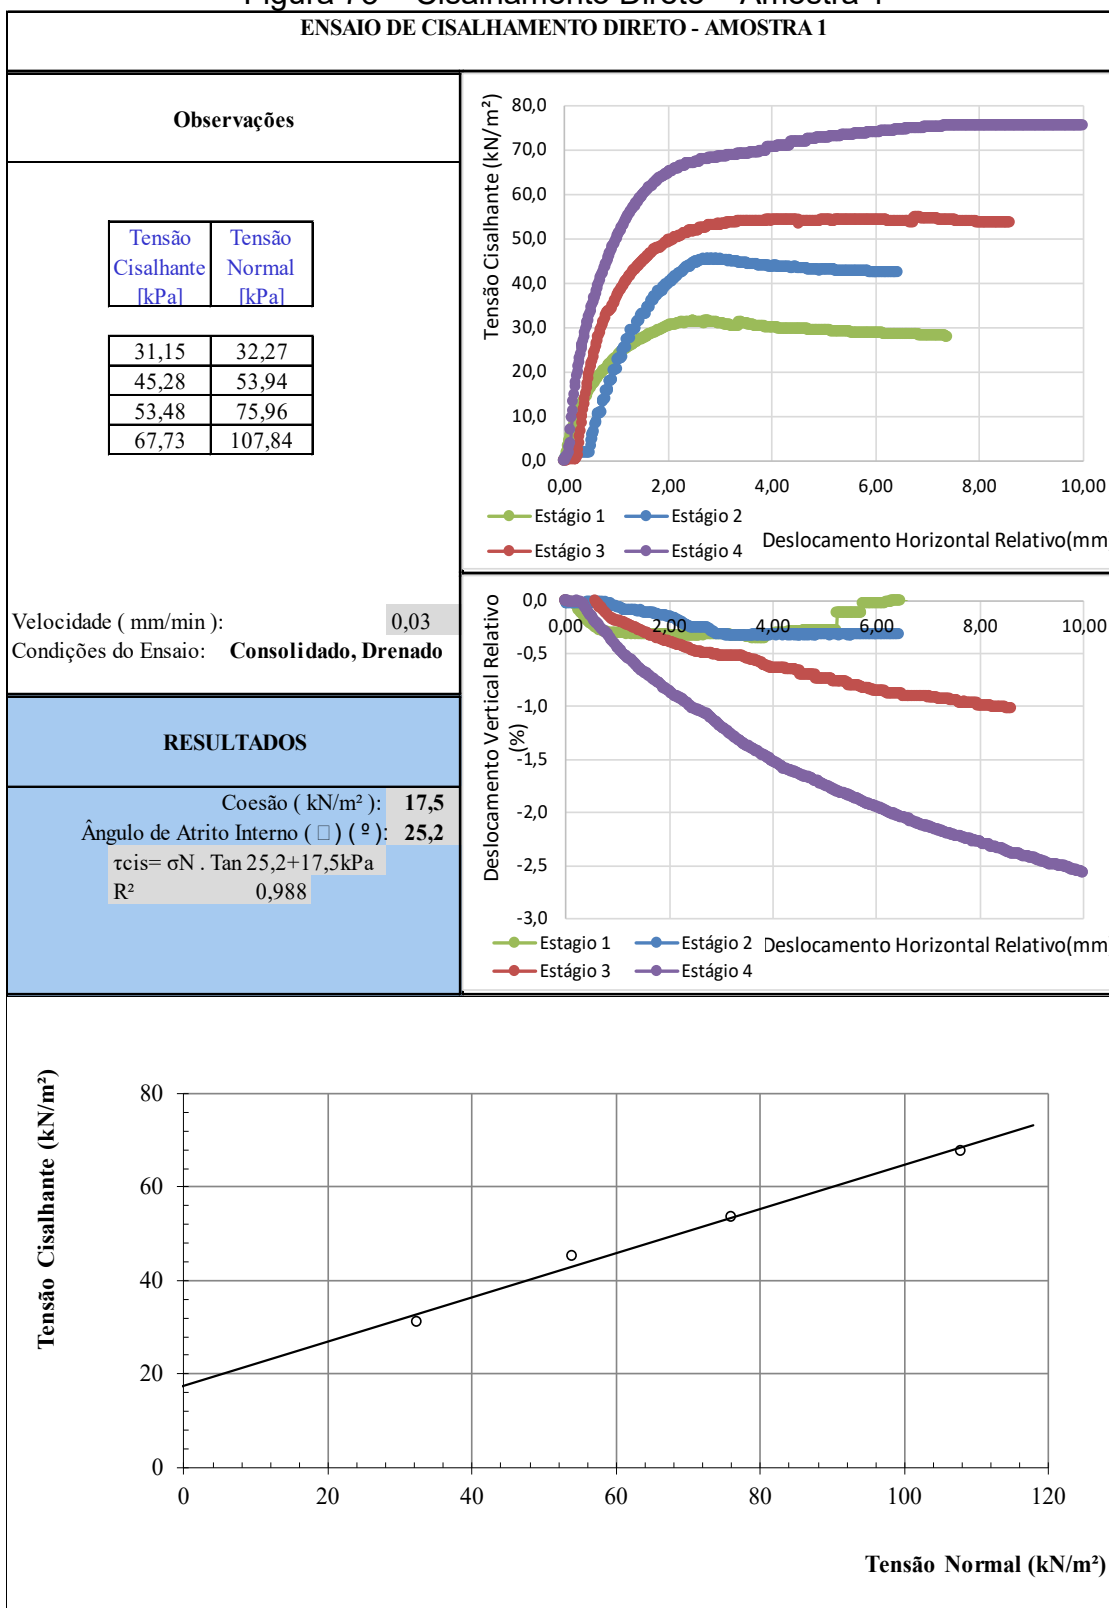 Figura 73 – Cisalhamento Direto – Amostra 1
ENSAIO DE CISALHAMENTO DIRETO - AMOSTRA 1
Observações
Tensão Cisalhante [kPa]
Tensão Normal [kPa]
31,15 32,27
45,28 53,94
53,48 75,96
67,73 107,84
Velocidade ( mm/min ): 0,03
Condições do Ensaio: Consolidado, Drenado
RESULTADOS
Coesão ( kN/m² ): 17,5
Ângulo de Atrito Interno ( □ ) ( º ): 25,2
τcis= σN . Tan 25,2+17,5kPa
R² 0,988
Tensão Cisalhante (kN/m²)
80,0
70,0
60,0
50,0
40,0
30,0
20,0
10,0
0,0
0,00 2,00 4,00 6,00 8,00 10,00
Estágio 1 Estágio 2
Estágio 3 Estágio 4
Deslocamento Horizontal Relativo(mm
Deslocamento Vertical Relativo
(%)
0,0
-0,5
-1,0
-1,5
-2,0
-2,5
-3,0
0,00 2,00 4,00 6,00 8,00 10,00
Estagio 1 Estágio 2
Estágio 3 Estágio 4
Deslocamento Horizontal Relativo(mm
Tensão Cisalhante (kN/m²)
80
60
40
20
0
0 20 40 60 80 100 120
Tensão Normal (kN/m²)